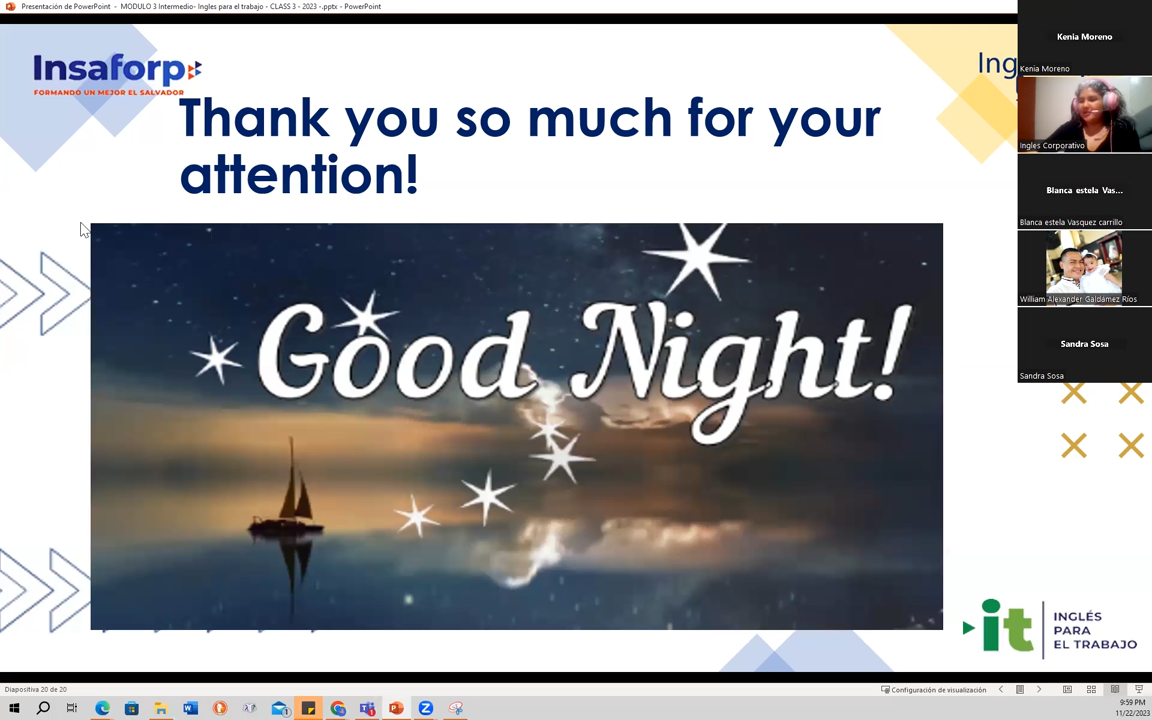 Presentación de PowerPoint - MODULO 3 Intermedio- Ingles para el trabajo - CLASS 3 - 2023 -.pptx - PowerPoint
Insaforp
FORMANDO UN MEJOR EL SALVADOR
Ing
Thank you so much for your
attention!
Good Night!
Kenia Moreno
Kenia Moreno
Ingles Corporativo
Blanca estela Vas...
Blanca estela Vasquez carrillo
William Alexander Galdámez Ríos
Sandra Sosa
Sandra Sosa
it
INGLÉS
PARA
EL TRABAJO
Diapositiva 20 de 20
Configuración de visualización
9:59 PM
11/22/2023